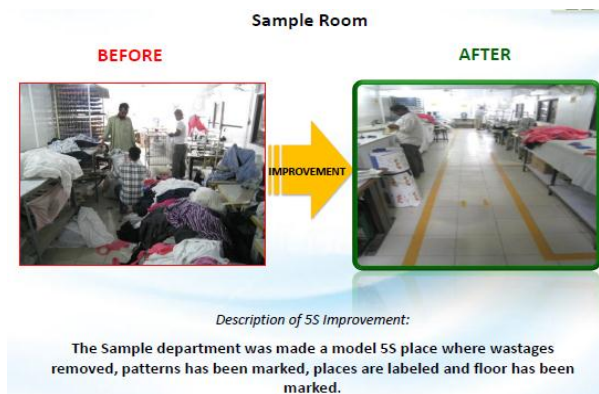 Sample Room
BEFORE
AFTER
IMPROVEMENT
Description of 5S Improvement:
The Sample department was made a model 5S place where wastages
removed, patterns has been marked, places are labeled and floor has been
marked.